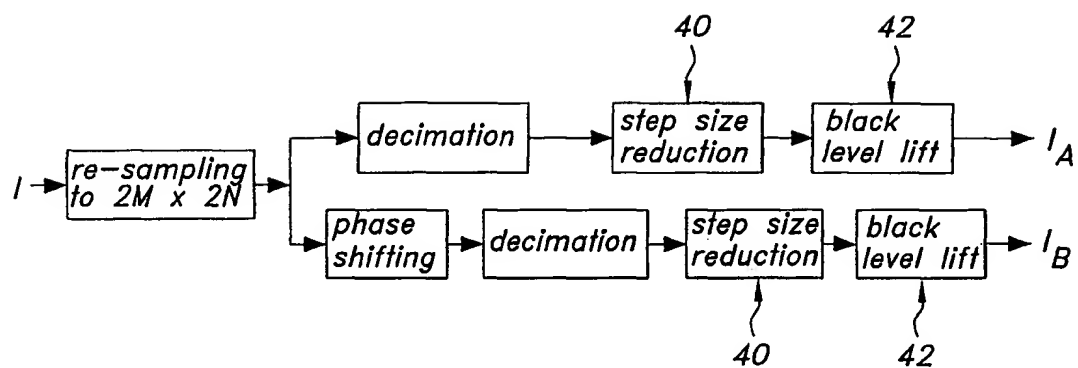 40
42
decimation
step size
reduction
black
level lift
I_A
I
re-sampling
to 2M x 2N
phase
shifting
decimation
step size
reduction
black
level lift
I_B
40
42